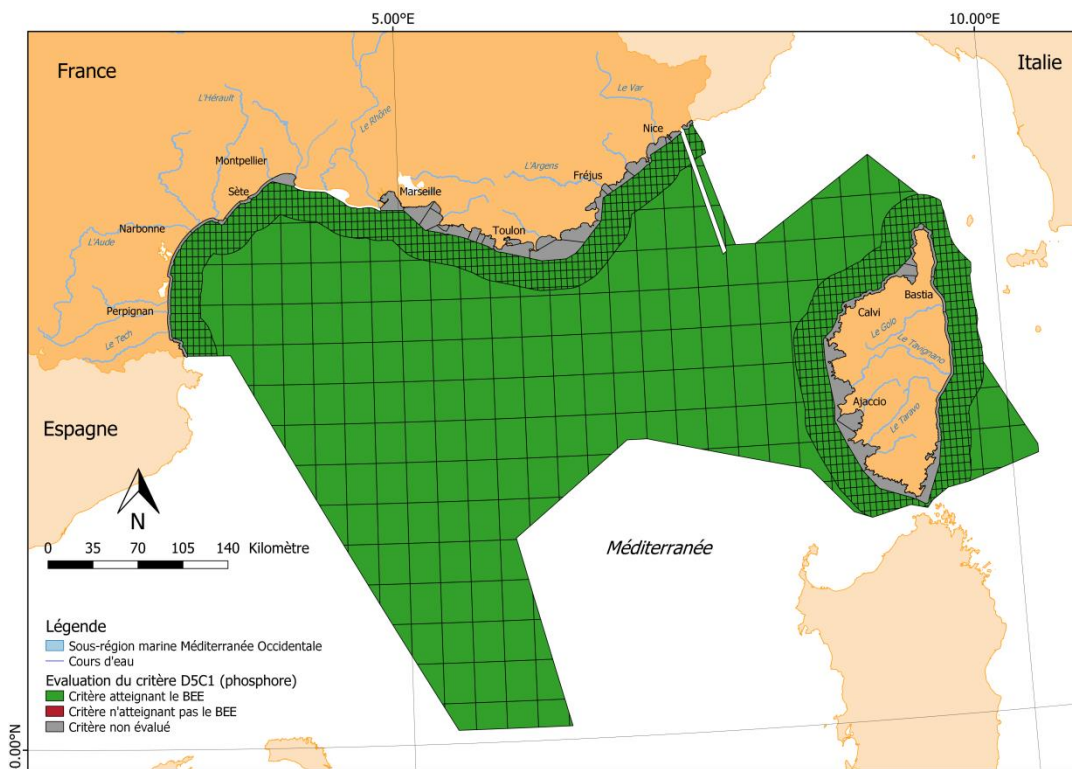 5.00°E
10.00°E
France
Italie
L'Hérault
Le Rhône
Le Var
Montpellier
Nice
Sète
L'Argens
Fréjus
Marseille
Narbonne
Toulon
L'Aude
Bastia
Perpignan
Calvi
Le Golo
Le Tech
Le Tavignano
Ajaccio
Espagne
Le Taravo
N
0 35 70 105 140 Kilomètre
Méditerranée
Légende
Sous-région marine Méditerranée Occidentale
Cours d'eau
Evaluation du critère D5C1 (phosphore)
Critère atteignant le BEE
Critère n'atteignant pas le BEE
Critère non évalué
0.00°N